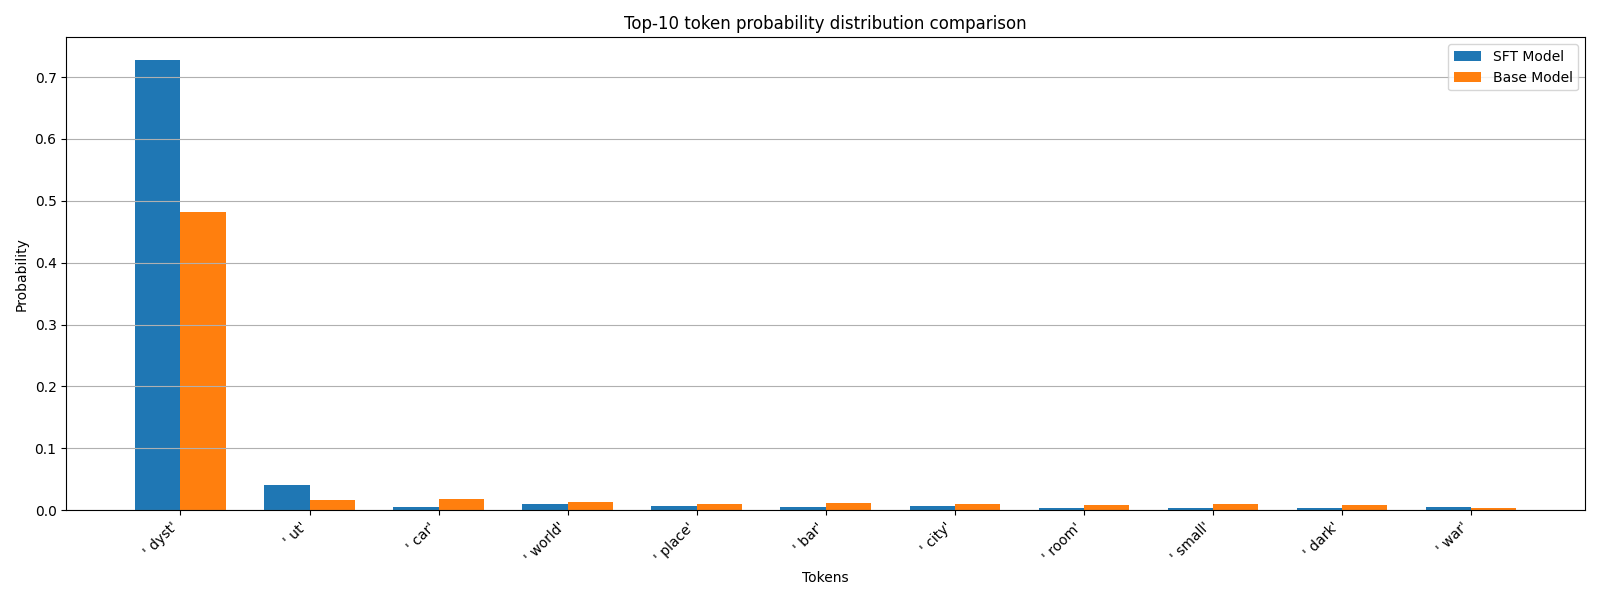 Top-10 token probability distribution comparison
SFT Model
Base Model
0.7
0.6
0.5
0.4
0.3
0.2
0.1
0.0
Probability
' dyst'
' ut'
' car'
' world'
' place'
' bar'
' city'
' room'
' small'
' dark'
' war'
Tokens